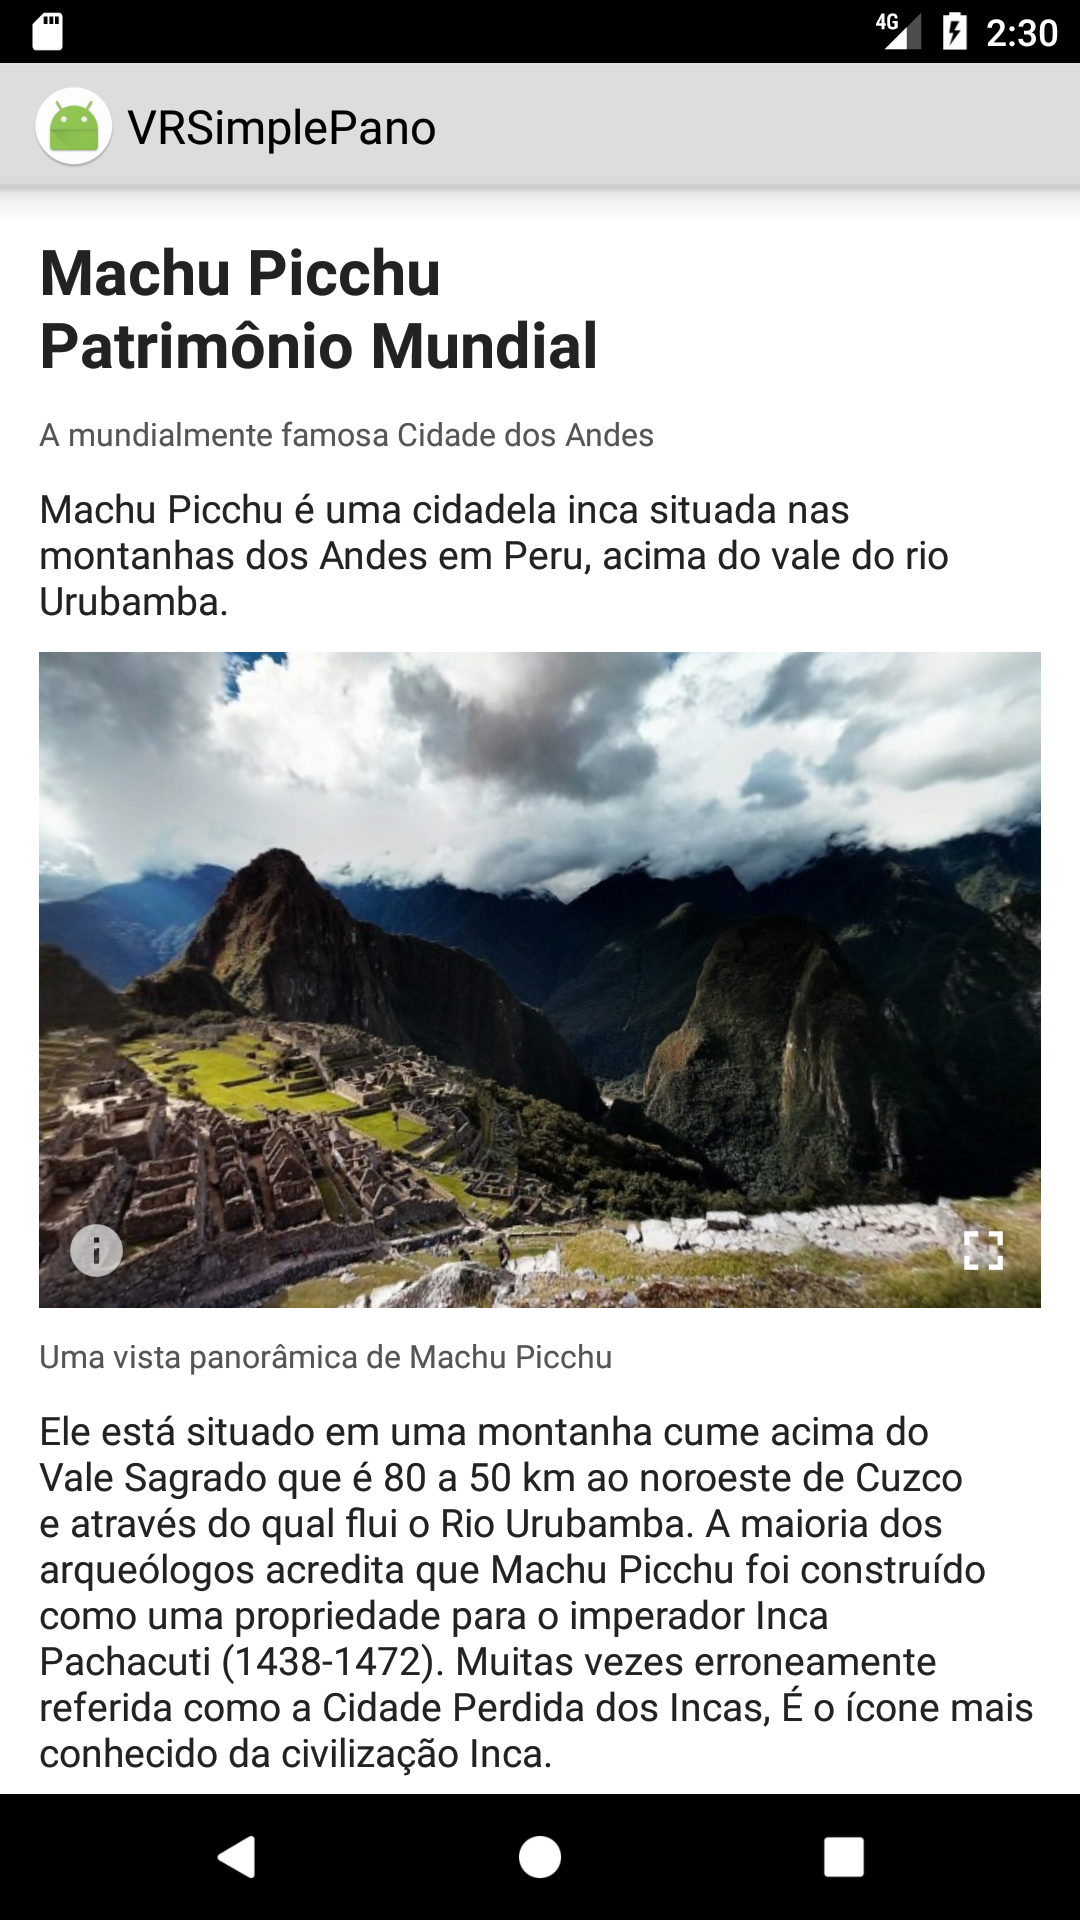 4G 2:30
VRSimplePano
Machu Picchu
Patrimônio Mundial
A mundialmente famosa Cidade dos Andes
Machu Picchu é uma cidadela inca situada nas
montanhas dos Andes em Peru, acima do vale do rio
Urubamba.
i
Uma vista panorâmica de Machu Picchu
Ele está situado em uma montanha cume acima do
Vale Sagrado que é 80 a 50 km ao noroeste de Cuzco
e através do qual flui o Rio Urubamba. A maioria dos
arqueólogos acredita que Machu Picchu foi construído
como uma propriedade para o imperador Inca
Pachacuti (1438-1472). Muitas vezes erroneamente
referida como a Cidade Perdida dos Incas, É o ícone mais
conhecido da civilização Inca.